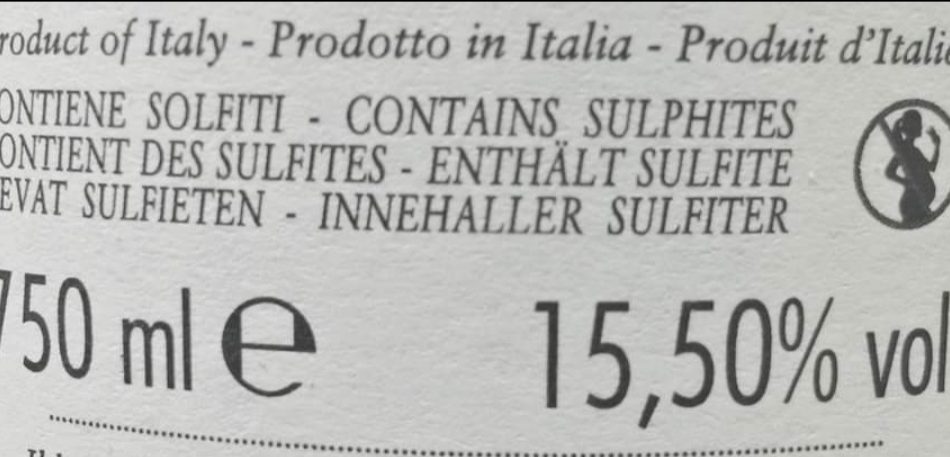 roduct of Italy - Prodotto in Italia - Produit d'Italie
ONTIENE SOLFITI - CONTAINS SULPHITES
ONTIENT DES SULFITES - ENTHÄLT SULFITE
EVAT SULFIETEN - INNEHALLER SULFITER
750 ml e 15,50% vol